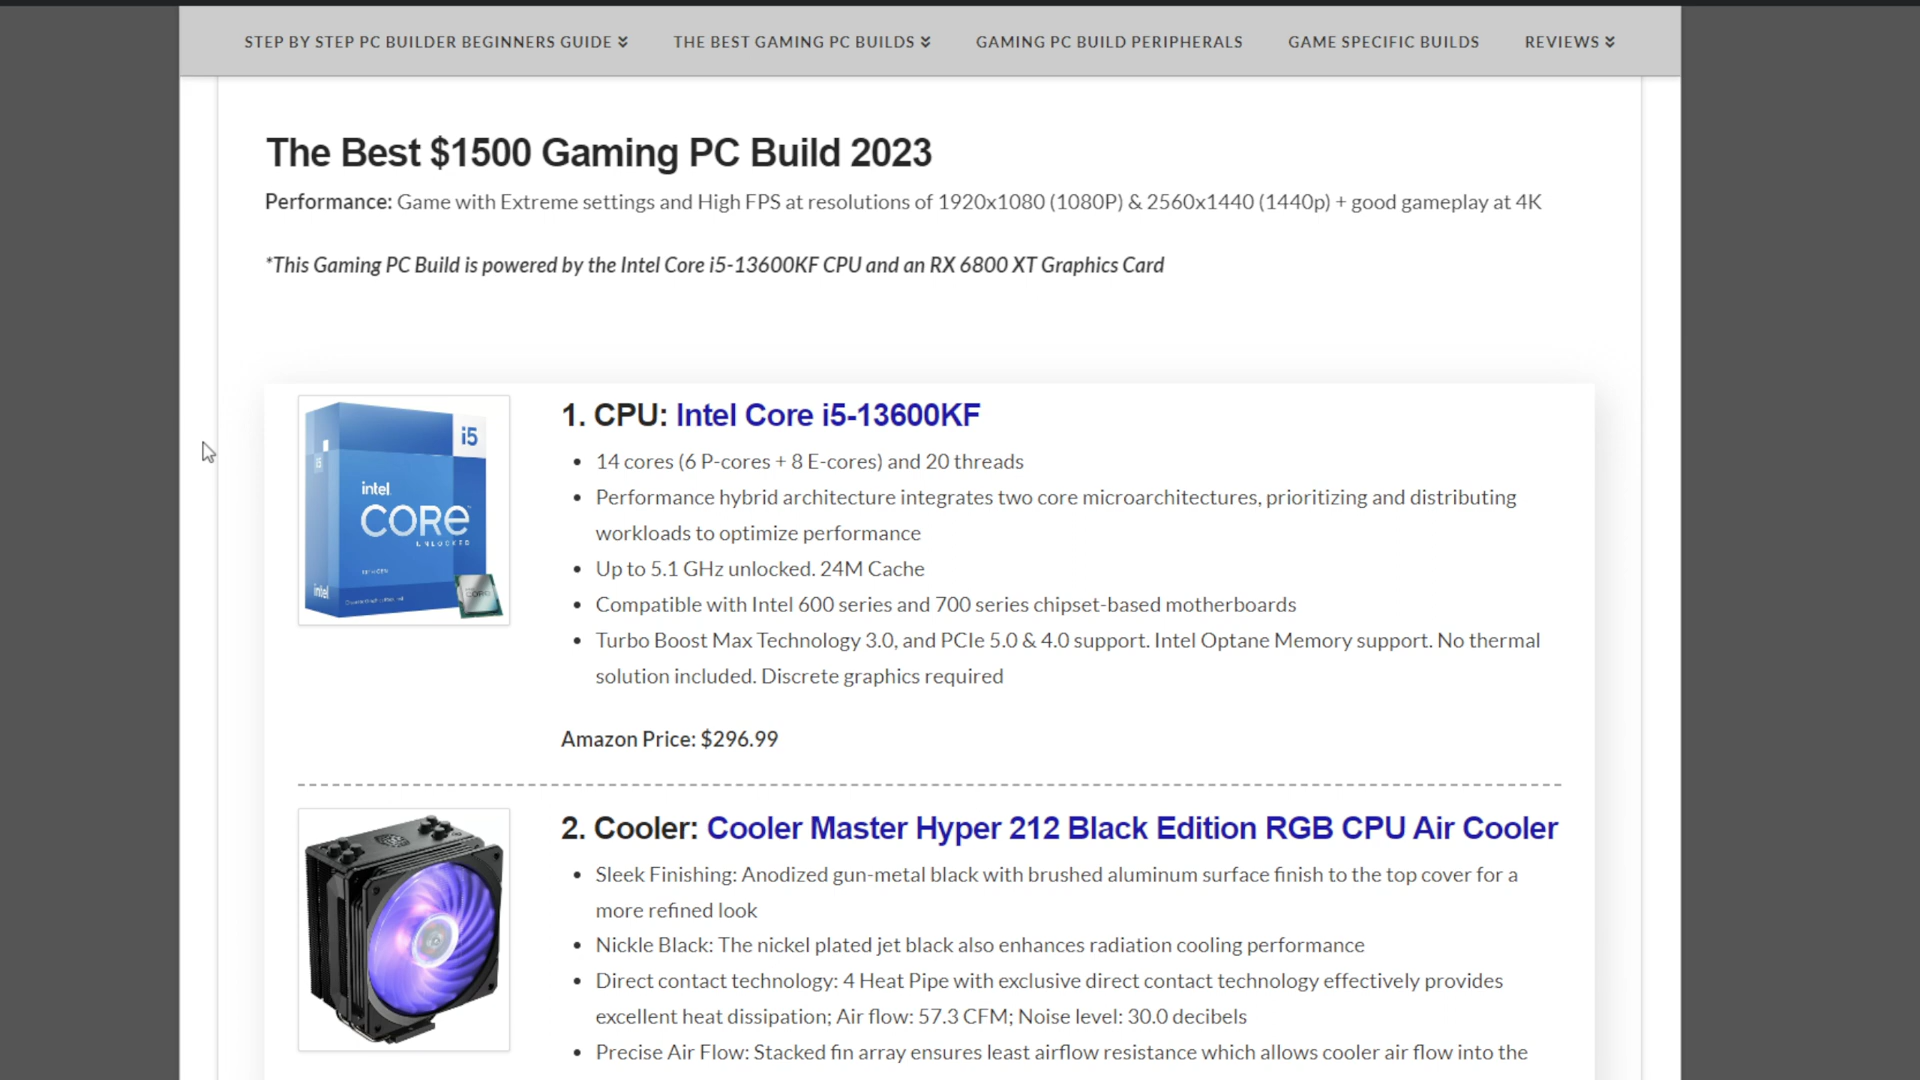 STEP BY STEP PC BUILDER BEGINNERS GUIDE
THE BEST GAMING PC BUILDS
GAMING PC BUILD PERIPHERALS
GAME SPECIFIC BUILDS
REVIEWS
The Best $1500 Gaming PC Build 2023
Performance: Game with Extreme settings and High FPS at resolutions of 1920x1080 (1080P) & 2560x1440 (1440p) + good gameplay at 4K
*This Gaming PC Build is powered by the Intel Core i5-13600KF CPU and an RX 6800 XT Graphics Card
i5
intel
CORE
UNLOCKED
intel
CORE
1. CPU: Intel Core i5-13600KF
• 14 cores (6 P-cores + 8 E-cores) and 20 threads
• Performance hybrid architecture integrates two core microarchitectures, prioritizing and distributing
workloads to optimize performance
• Up to 5.1 GHz unlocked. 24M Cache
• Compatible with Intel 600 series and 700 series chipset-based motherboards
• Turbo Boost Max Technology 3.0, and PCIe 5.0 & 4.0 support. Intel Optane Memory support. No thermal
solution included. Discrete graphics required
Amazon Price: $296.99
2. Cooler: Cooler Master Hyper 212 Black Edition RGB CPU Air Cooler
• Sleek Finishing: Anodized gun-metal black with brushed aluminum surface finish to the top cover for a
more refined look
• Nickle Black: The nickel plated jet black also enhances radiation cooling performance
• Direct contact technology: 4 Heat Pipe with exclusive direct contact technology effectively provides
excellent heat dissipation; Air flow: 57.3 CFM; Noise level: 30.0 decibels
• Precise Air Flow: Stacked fin array ensures least airflow resistance which allows cooler air flow into the